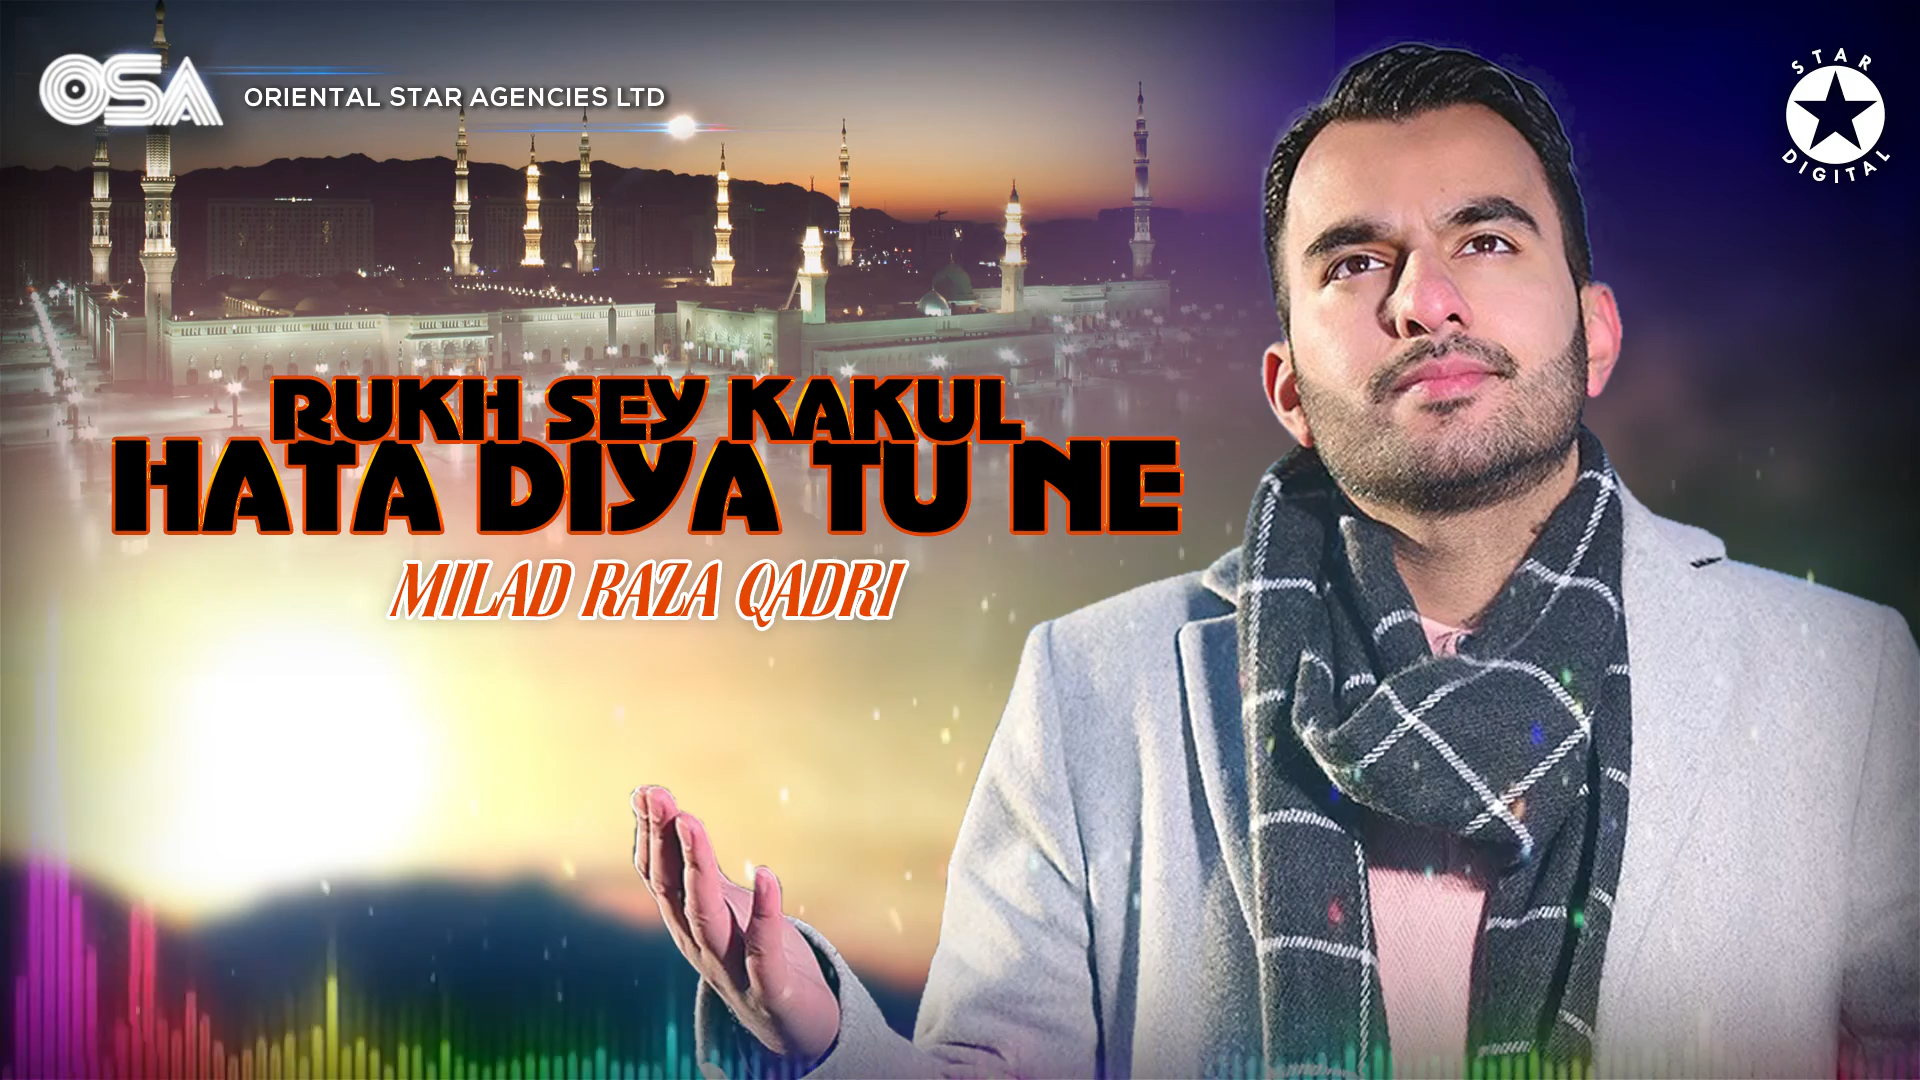 OSA
ORIENTAL STAR AGENCIES LTD
STAR
DIGITAL
RUKH SEY KAKUL
HATA DIYA TU NE
MILAD RAZA QADRI